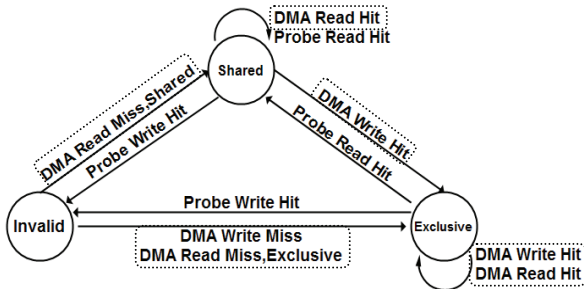 DMA Read Hit
Probe Read Hit
Shared
DMA Read Miss,Shared
Probe Write Hit
DMA Write Hit
Probe Read Hit
Invalid
Probe Write Hit
Exclusive
DMA Write Miss
DMA Read Miss,Exclusive
DMA Write Hit
DMA Read Hit